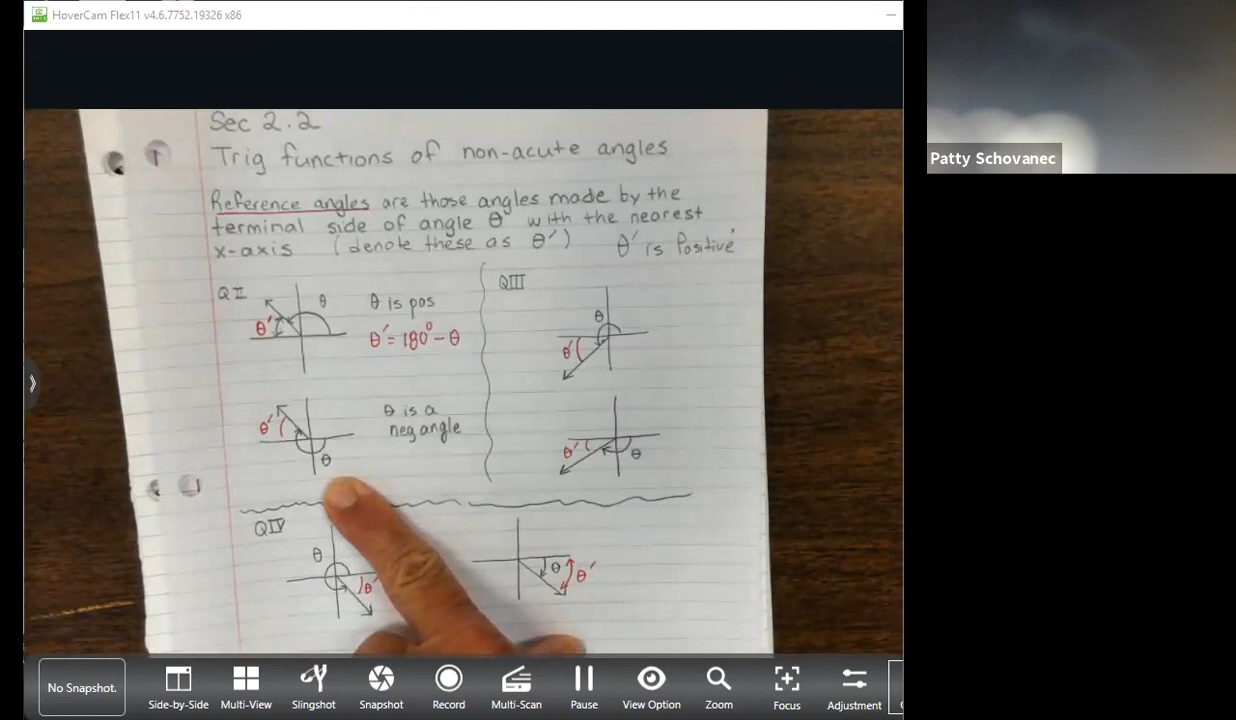 HoverCam Flex11 v4.6.7752.19326 x86
Patty Schovanec
Sec 2.2
Trig functions of non-acute angles
Reference angles are those angles made by the
terminal side of angle θ with the nearest
x-axis (denote these as θ′) θ′ is Positive
QII
θ
θ′
θ is pos
θ′ = 180° - θ
θ′
θ
θ is a
neg angle
QIII
θ
θ′
θ′
θ
QIV
θ
θ′
θ
θ′
No Snapshot.
Side-by-Side
Multi-View
Slingshot
Snapshot
Record
Multi-Scan
Pause
View Option
Zoom
Focus
Adjustment